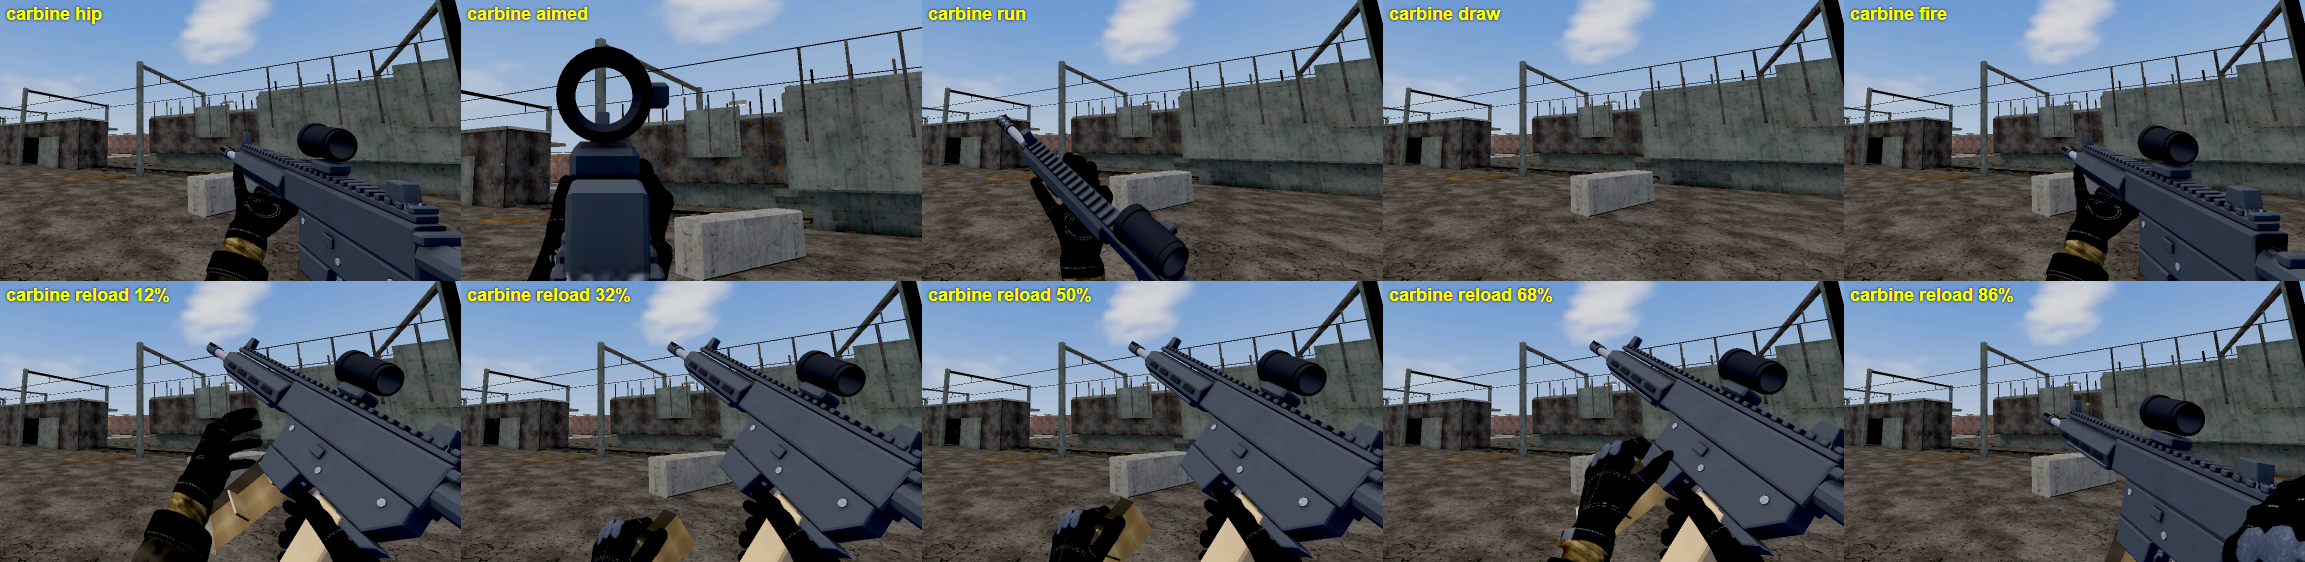 carbine hip
carbine aimed
carbine run
carbine draw
carbine fire
carbine reload 12%
carbine reload 32%
carbine reload 50%
carbine reload 68%
carbine reload 86%